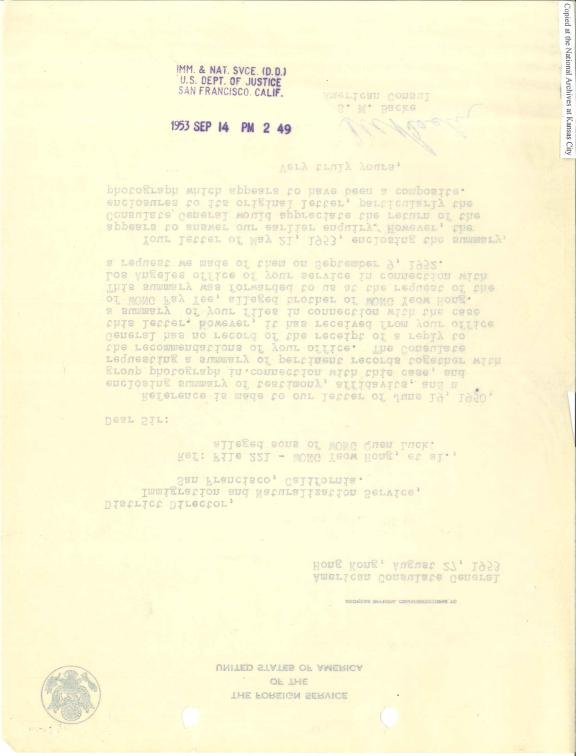 Copied at the National Archives at Kansas City
IMM. & NAT. SVCE. (D.D.)
U.S. DEPT. OF JUSTICE
SAN FRANCISCO. CALIF.
1953 SEP 14 PM 2 49
THE FOREIGN SERVICE
OF THE
UNITED STATES OF AMERICA
American Consulate General
Hong Kong, August 27, 1953
District Director,
Immigration and Naturalization Service,
San Francisco, California.
Ref: File 221 - WONG Yeow Hong, et al.,
alleged sons of WONG Quen Luck.
Dear Sir:
Reference is made to our letter of June 19, 1950,
enclosing summary of testimony, affidavits, and a
group photograph in connection with this case, and
requesting a summary of pertinent records together with
the recommendations of your office. The Consulate
General has no record of the receipt of a reply to
this letter, however, it has received from your office
a summary of your files in connection with the case
of WONG Fay Yee, alleged brother of WONG Yeow Hong.
This summary was forwarded to us at the request of the
Los Angeles office of your service in connection with
a request we made of them on September 9, 1952.
Your letter of May 21, 1953, enclosing the summary,
appears to answer our earlier enquiry. However, the
Consulate General would appreciate the return of the
enclosures to its original letter, particularly the
photograph which appears to have been a composite.
Very truly yours,
S. M. Backe
American Consul